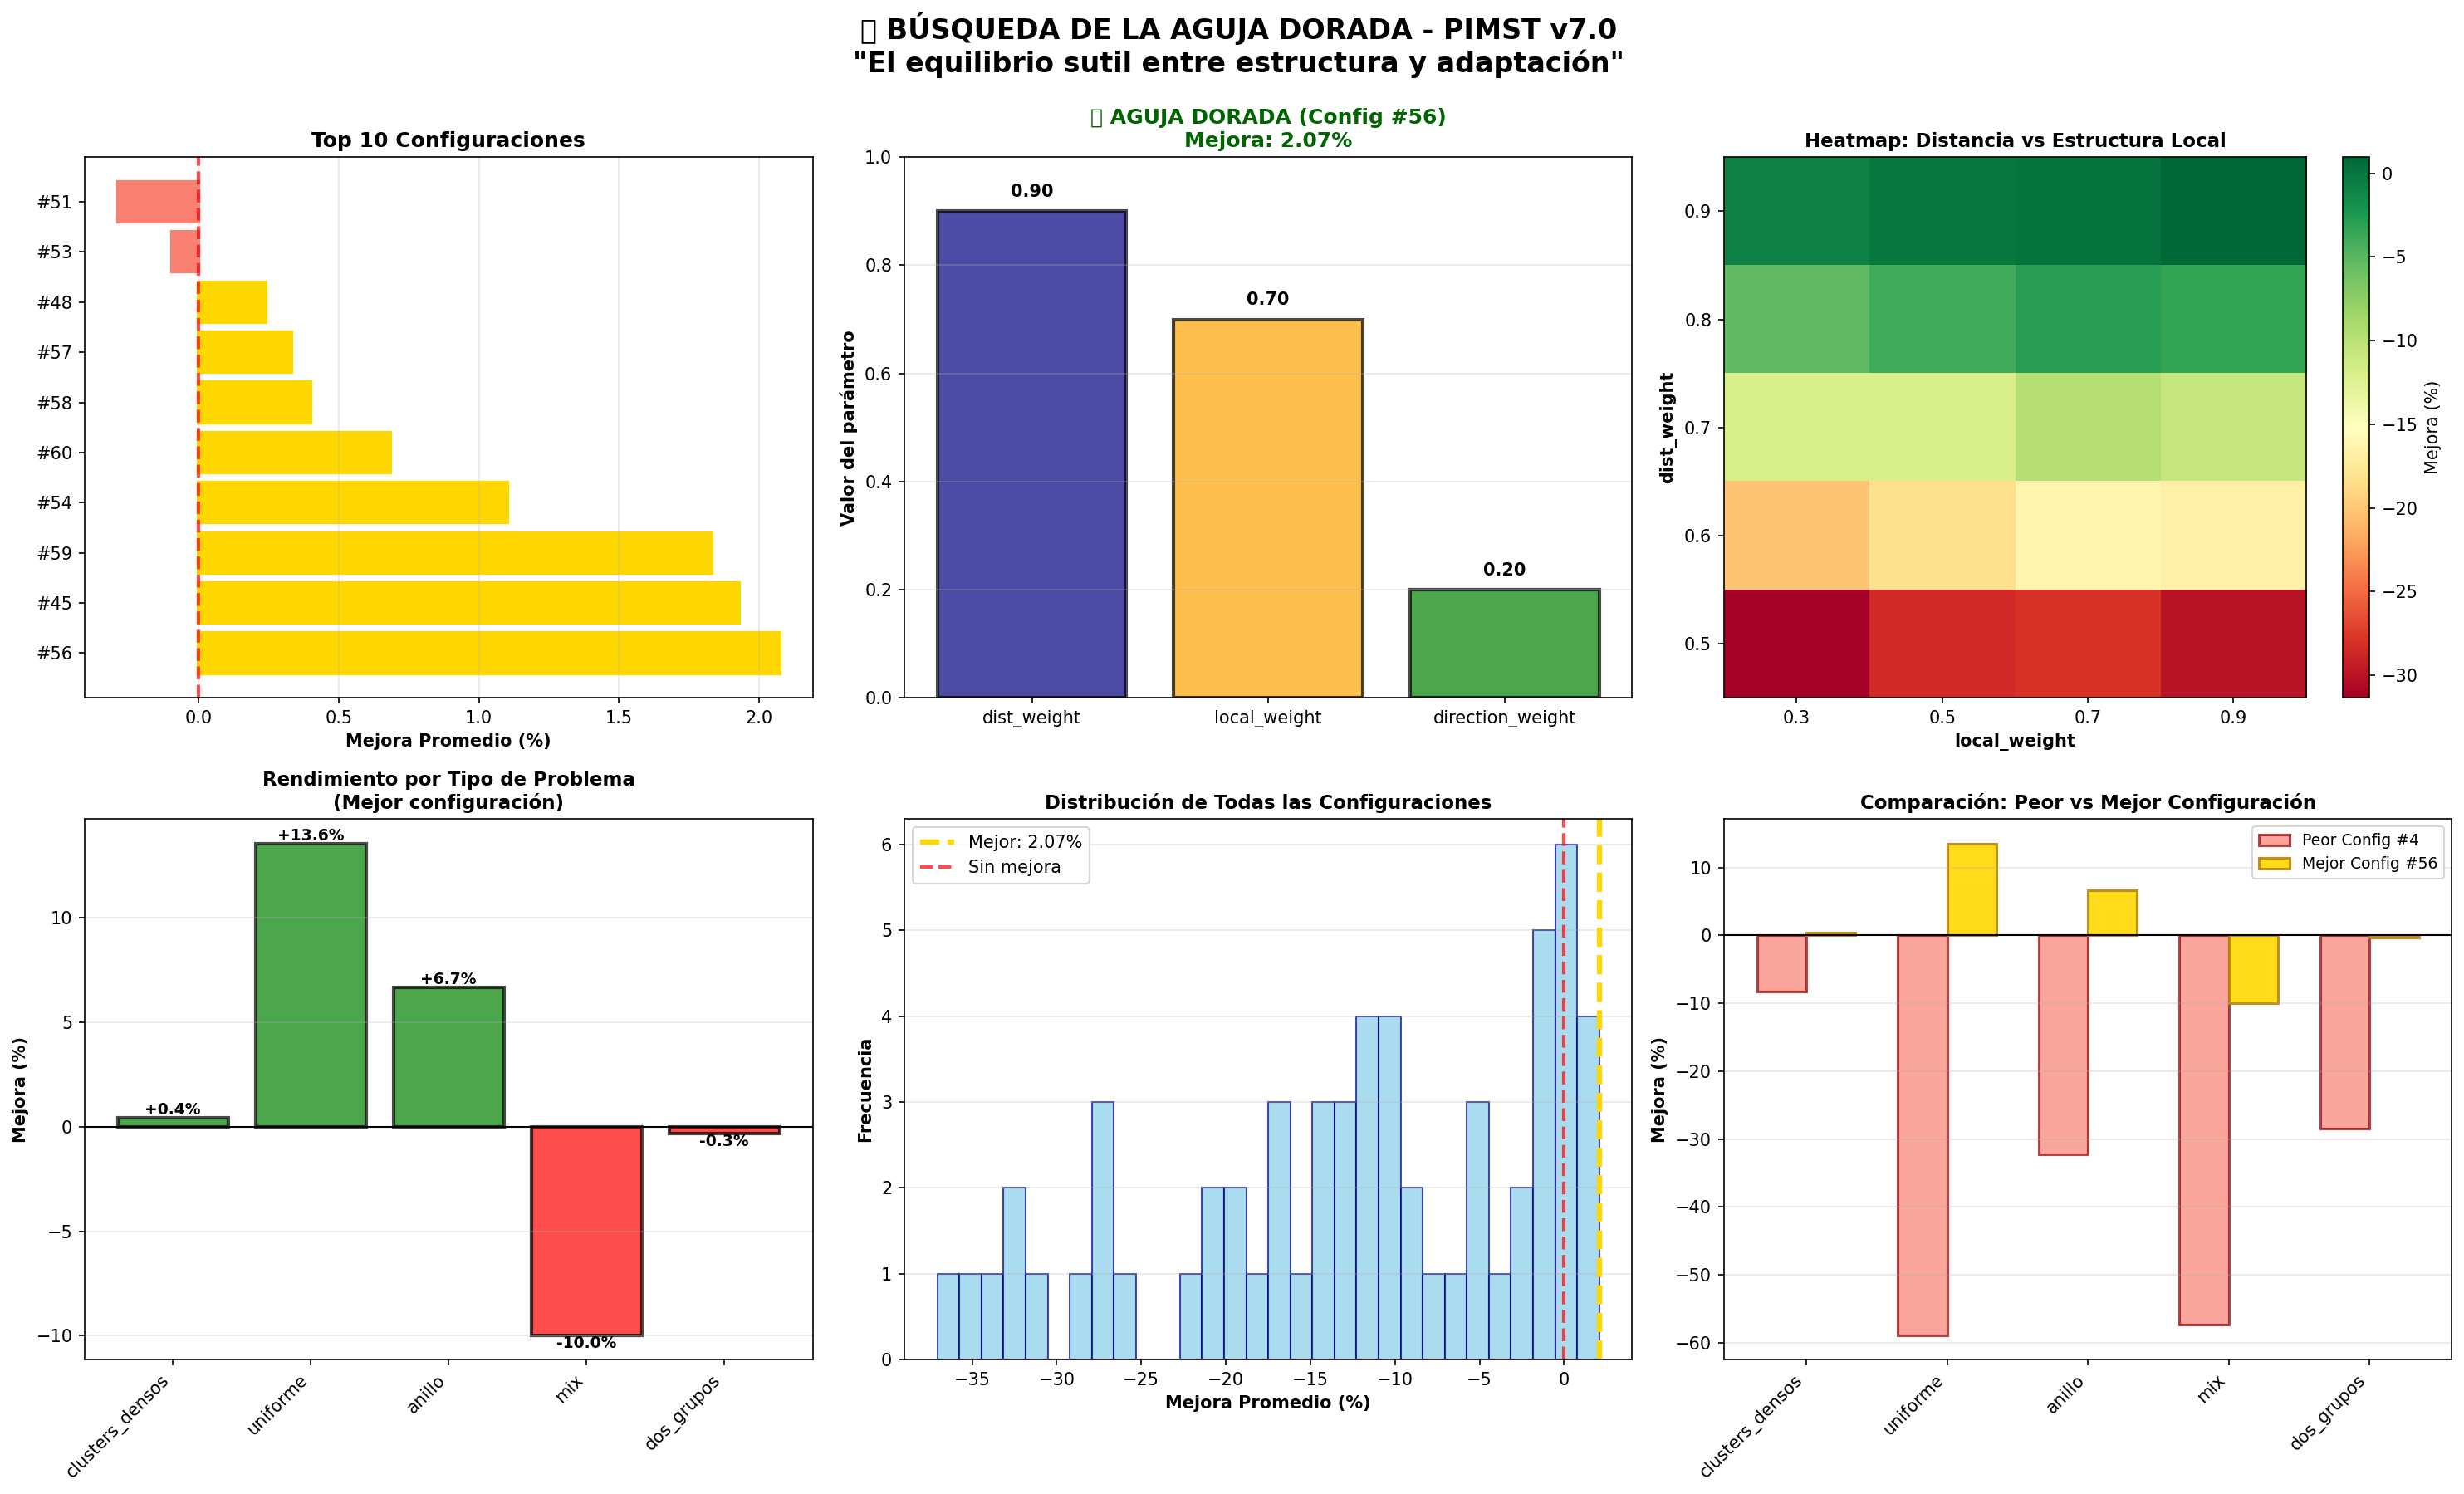 BÚSQUEDA DE LA AGUJA DORADA - PIMST v7.0
"El equilibrio sutil entre estructura y adaptación"
Top 10 Configuraciones
#51
#53
#48
#57
#58
#60
#54
#59
#45
#56
0.0 0.5 1.0 1.5 2.0
Mejora Promedio (%)
AGUJA DORADA (Config #56)
Mejora: 2.07%
Valor del parámetro
1.0
0.8
0.6
0.4
0.2
0.0
0.90
0.70
0.20
dist_weight local_weight direction_weight
Heatmap: Distancia vs Estructura Local
dist_weight
0.9
0.8
0.7
0.6
0.5
0.3 0.5 0.7 0.9
local_weight
0
−5
−10
−15
−20
−25
−30
Mejora (%)
Rendimiento por Tipo de Problema
(Mejor configuración)
Mejora (%)
10
5
0
−5
−10
+0.4%
+13.6%
+6.7%
-10.0%
-0.3%
clusters_densos uniforme anillo mix dos_grupos
Distribución de Todas las Configuraciones
Mejor: 2.07%
Sin mejora
Frecuencia
6
5
4
3
2
1
0
−35 −30 −25 −20 −15 −10 −5 0
Mejora Promedio (%)
Comparación: Peor vs Mejor Configuración
Peor Config #4
Mejor Config #56
Mejora (%)
10
0
−10
−20
−30
−40
−50
−60
clusters_densos uniforme anillo mix dos_grupos